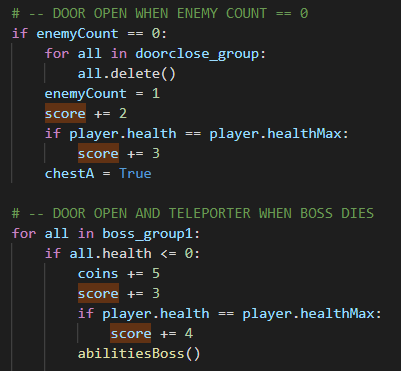 # -- DOOR OPEN WHEN ENEMY COUNT == 0
if enemyCount == 0:
    for all in doorclose_group:
        all.delete()
    enemyCount = 1
    score += 2
    if player.health == player.healthMax:
        score += 3
    chestA = True

# -- DOOR OPEN AND TELEPORTER WHEN BOSS DIES
for all in boss_group1:
    if all.health <= 0:
        coins += 5
        score += 3
        if player.health == player.healthMax:
            score += 4
        abilitiesBoss()